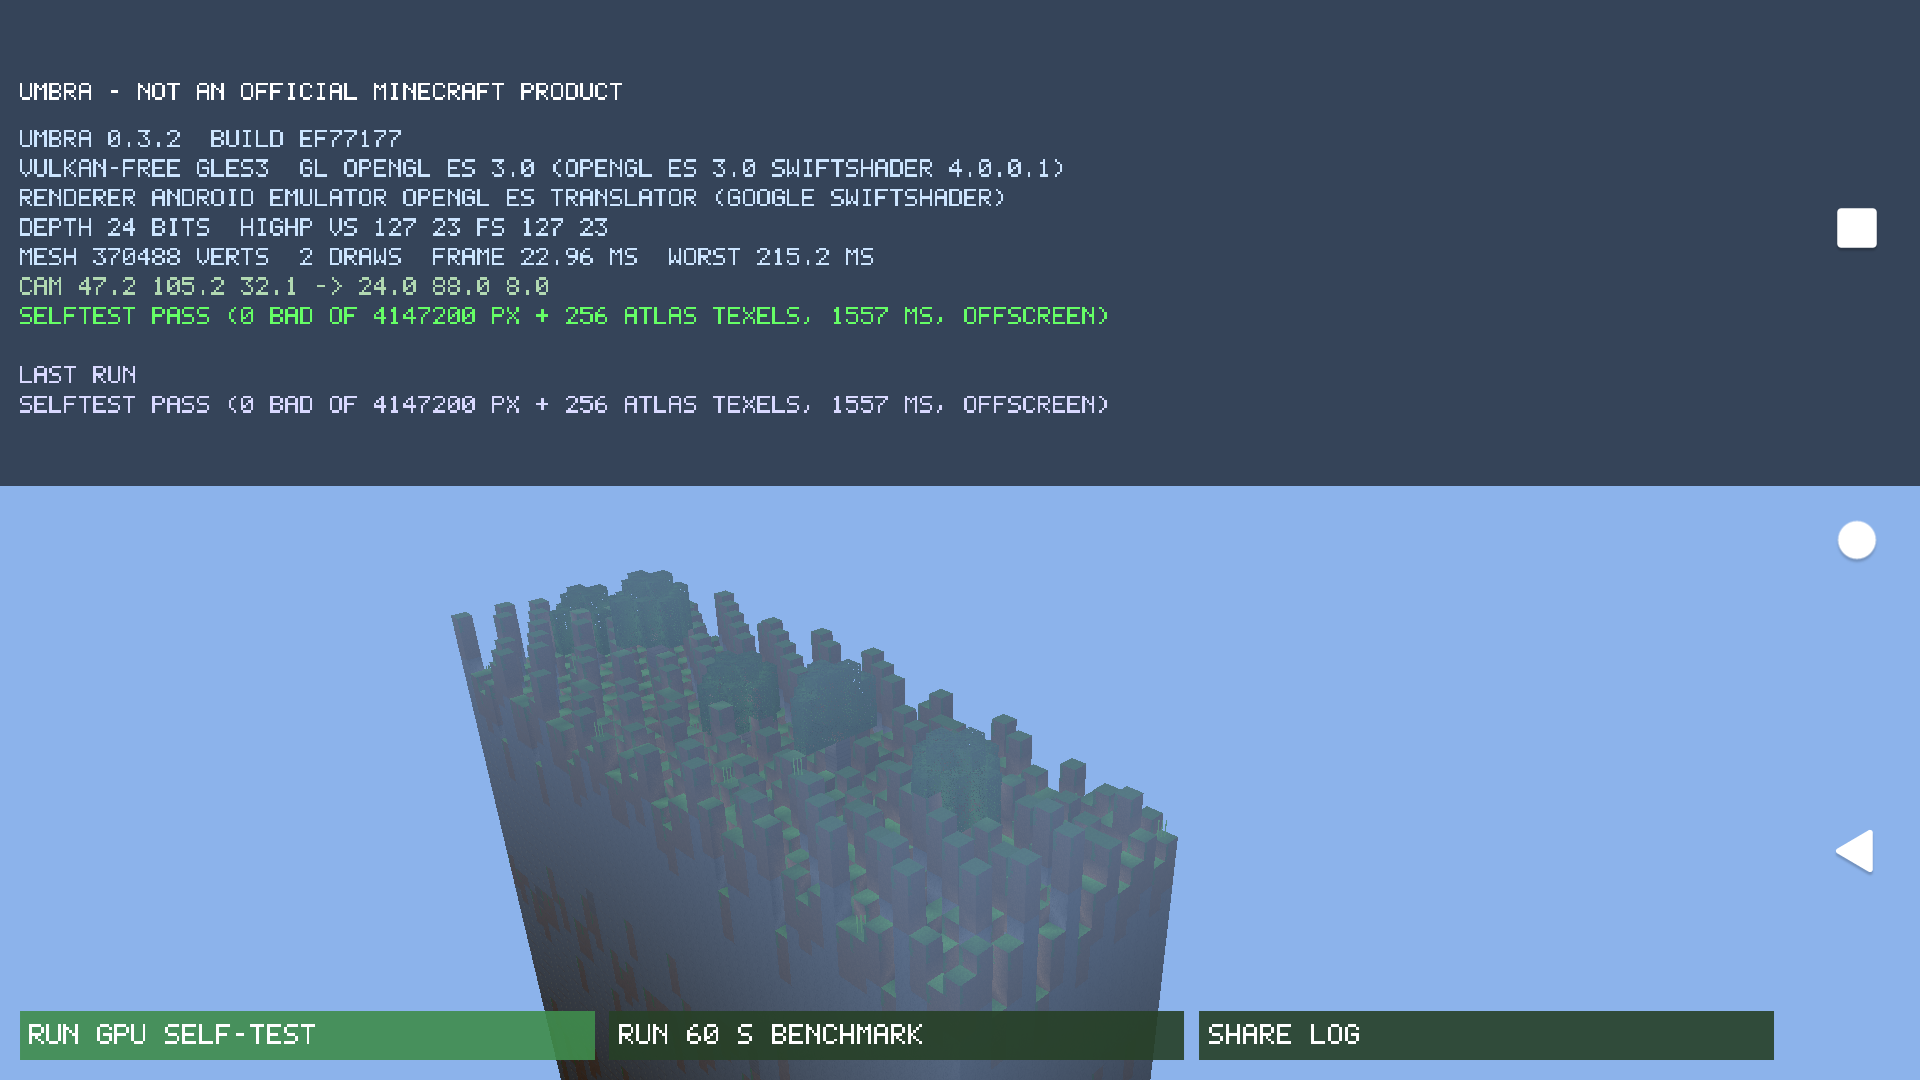 UMBRA - NOT AN OFFICIAL MINECRAFT PRODUCT
UMBRA 0.3.2 BUILD EF77177
VULKAN-FREE GLES3 GL OPENGL ES 3.0 (OPENGL ES 3.0 SWIFTSHADER 4.0.0.1)
RENDERER ANDROID EMULATOR OPENGL ES TRANSLATOR (GOOGLE SWIFTSHADER)
DEPTH 24 BITS HIGHP VS 127 23 FS 127 23
MESH 370488 VERTS 2 DRAWS FRAME 22.96 MS WORST 215.2 MS
CAM 47.2 105.2 32.1 -> 24.0 88.0 8.0
SELFTEST PASS (0 BAD OF 4147200 PX + 256 ATLAS TEXELS, 1557 MS, OFFSCREEN)
LAST RUN
SELFTEST PASS (0 BAD OF 4147200 PX + 256 ATLAS TEXELS, 1557 MS, OFFSCREEN)
RUN GPU SELF-TEST
RUN 60 S BENCHMARK
SHARE LOG